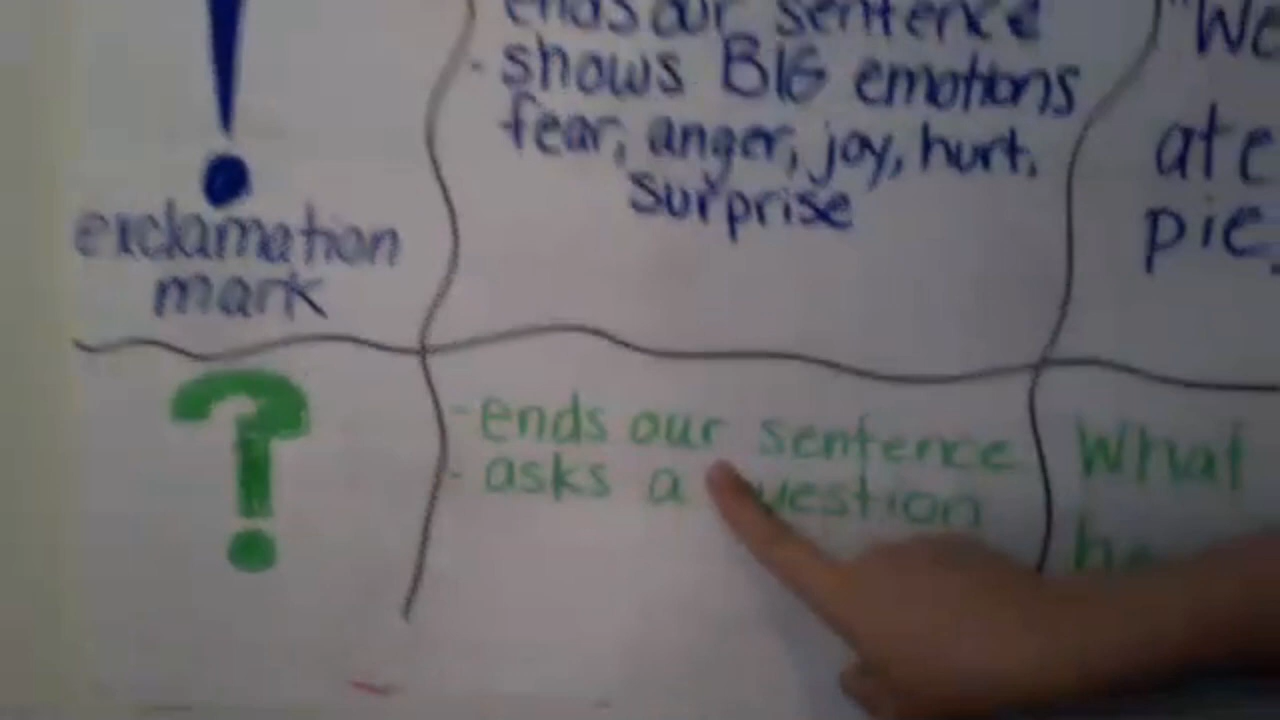 !
exclamation
mark
ends our sentence
- shows BIG emotions
fear, anger, joy, hurt,
surprise
ate
pie
?
- ends our sentence
- asks a question
What